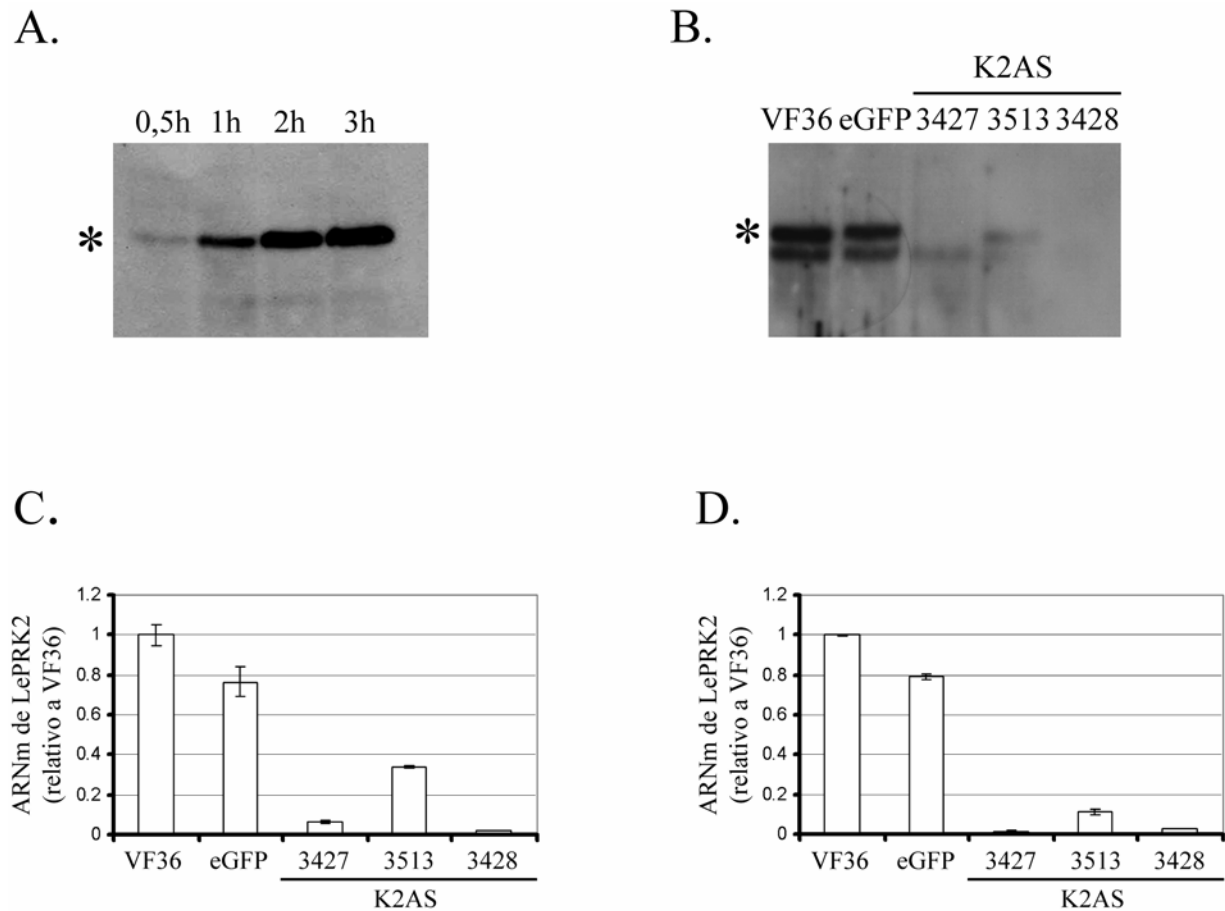 A.
0,5h 1h 2h 3h
*
B.
K2AS
VF36 eGFP 3427 3513 3428
*
C.
ARNm de LePRK2
(relativo a VF36)
1.2
1
0.8
0.6
0.4
0.2
0
VF36 eGFP 3427 3513 3428
K2AS
D.
ARNm de LePRK2
(relativo a VF36)
1.2
1
0.8
0.6
0.4
0.2
0
VF36 eGFP 3427 3513 3428
K2AS